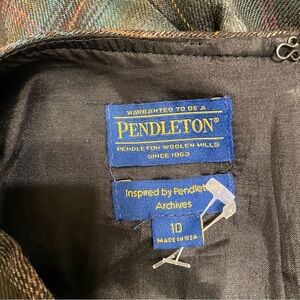 WARRANTED TO BE A
PENDLETON®
PENDLETON WOOLEN MILLS
SINCE 1863
Inspired by Pendleton
Archives
10
MADE IN USA